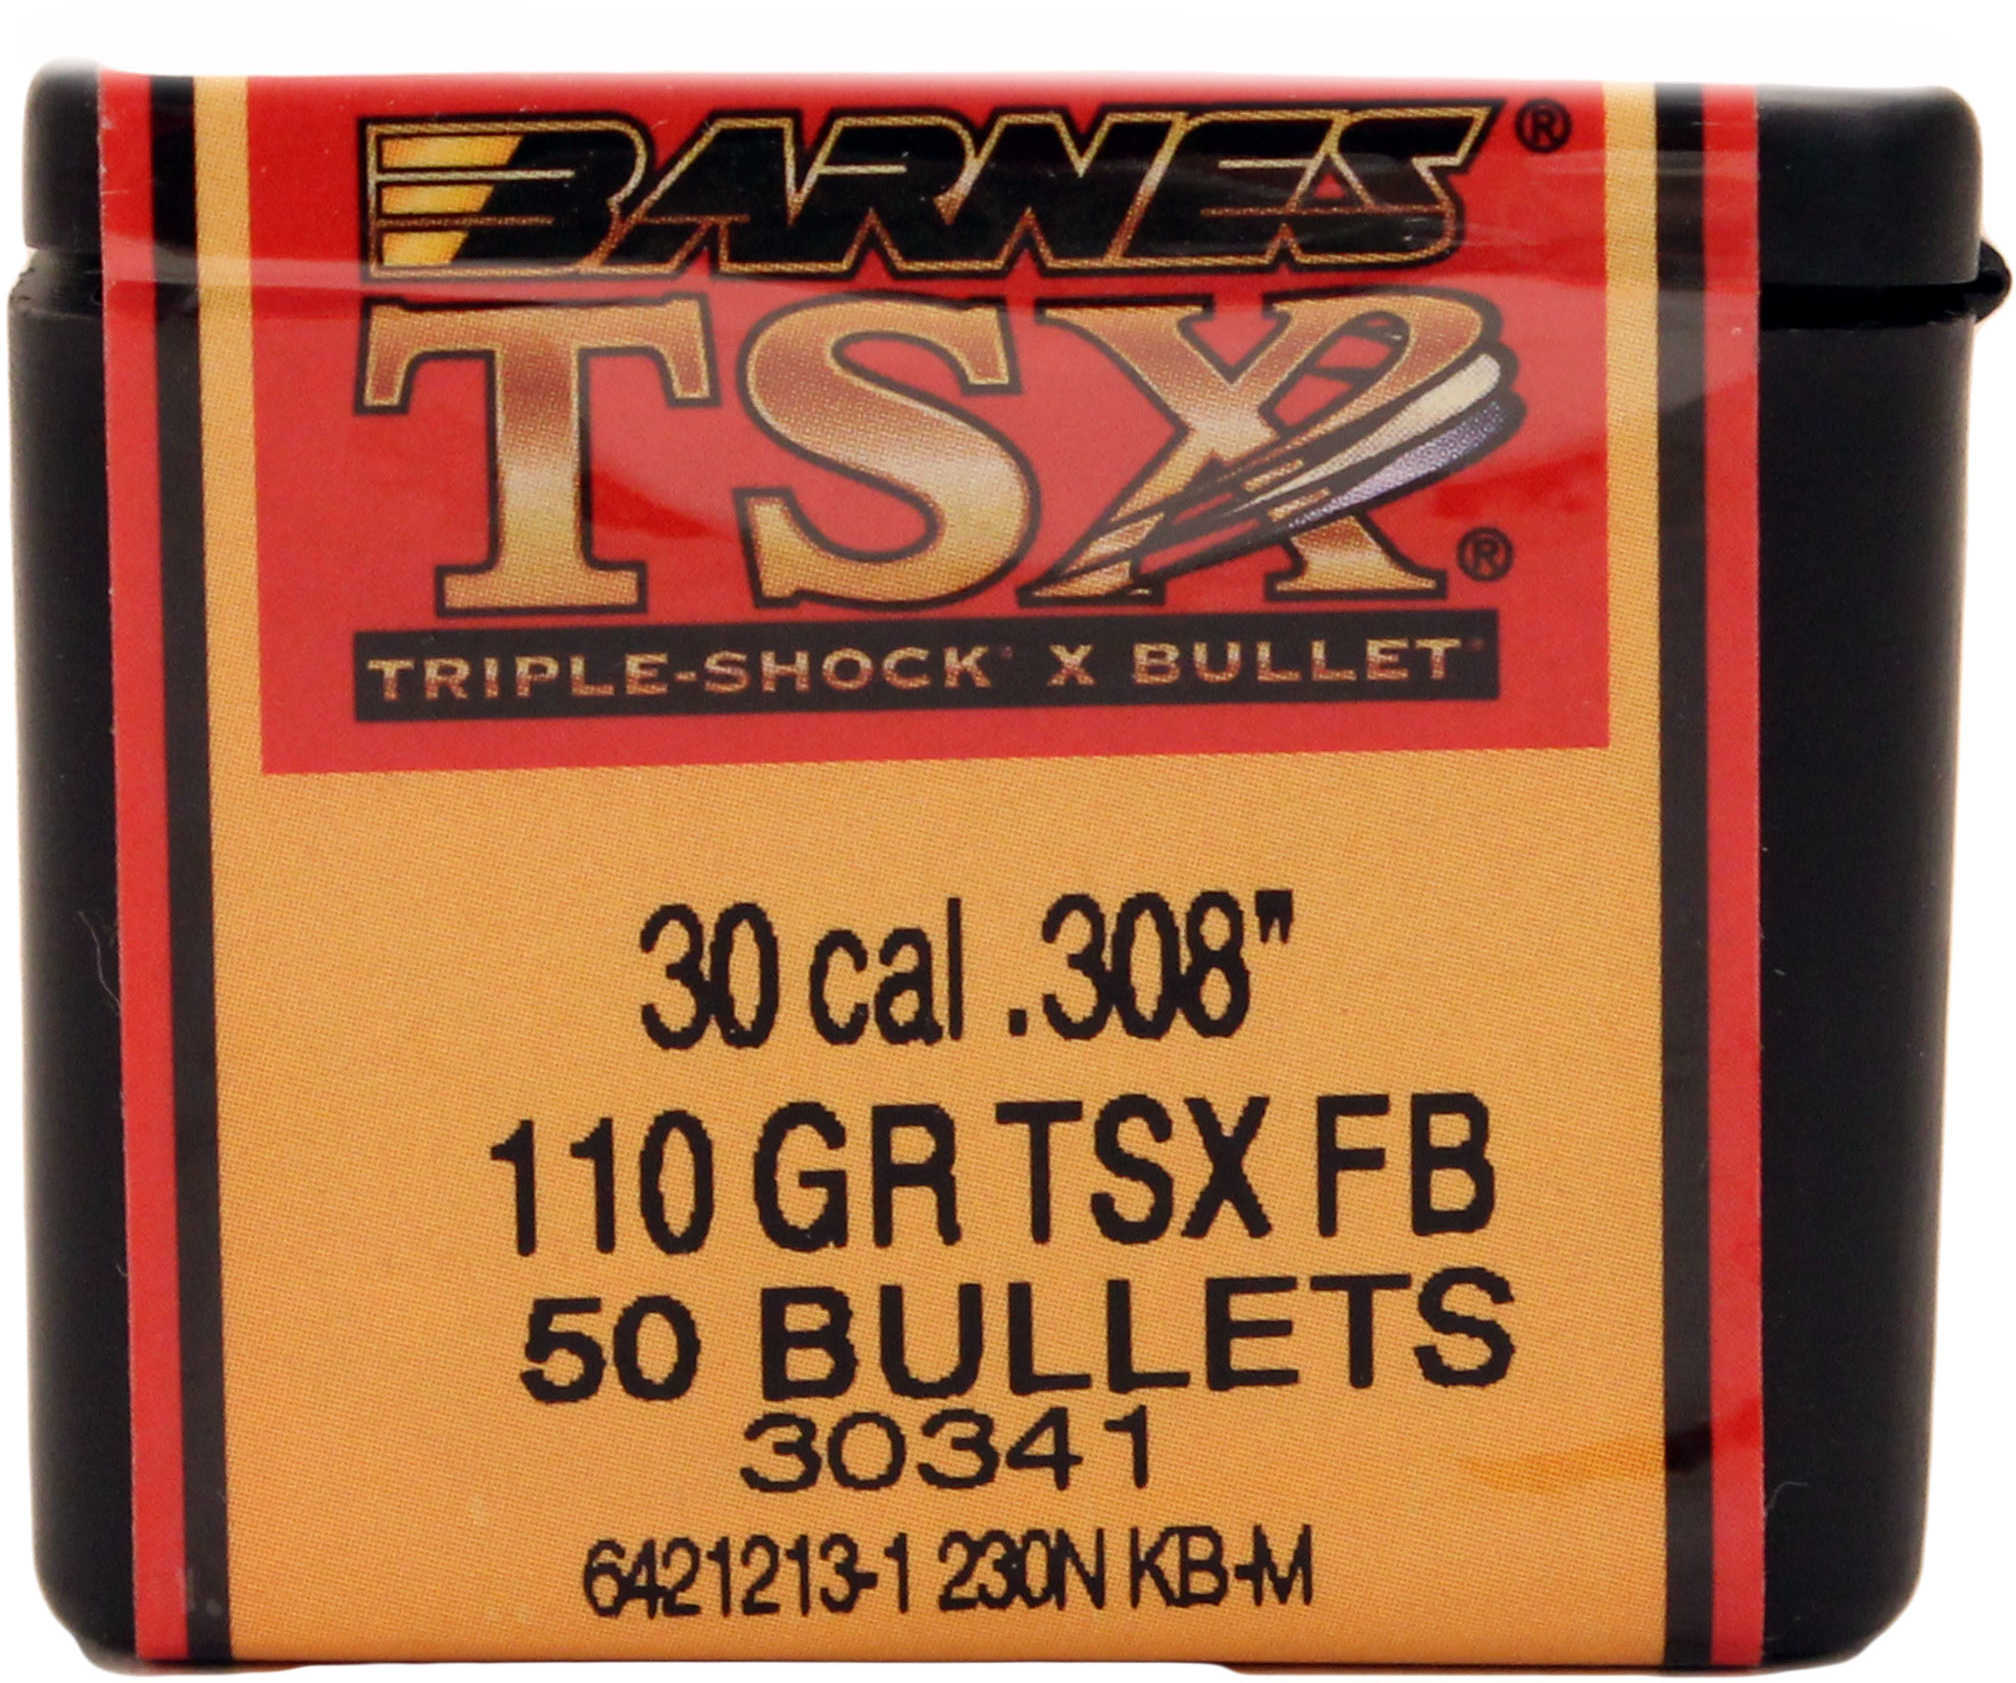 BARNES®
TSX®
TRIPLE-SHOCK X BULLET
30 cal .308"
110 GR TSX FB
50 BULLETS
30341
6421213-1 230N KB-M